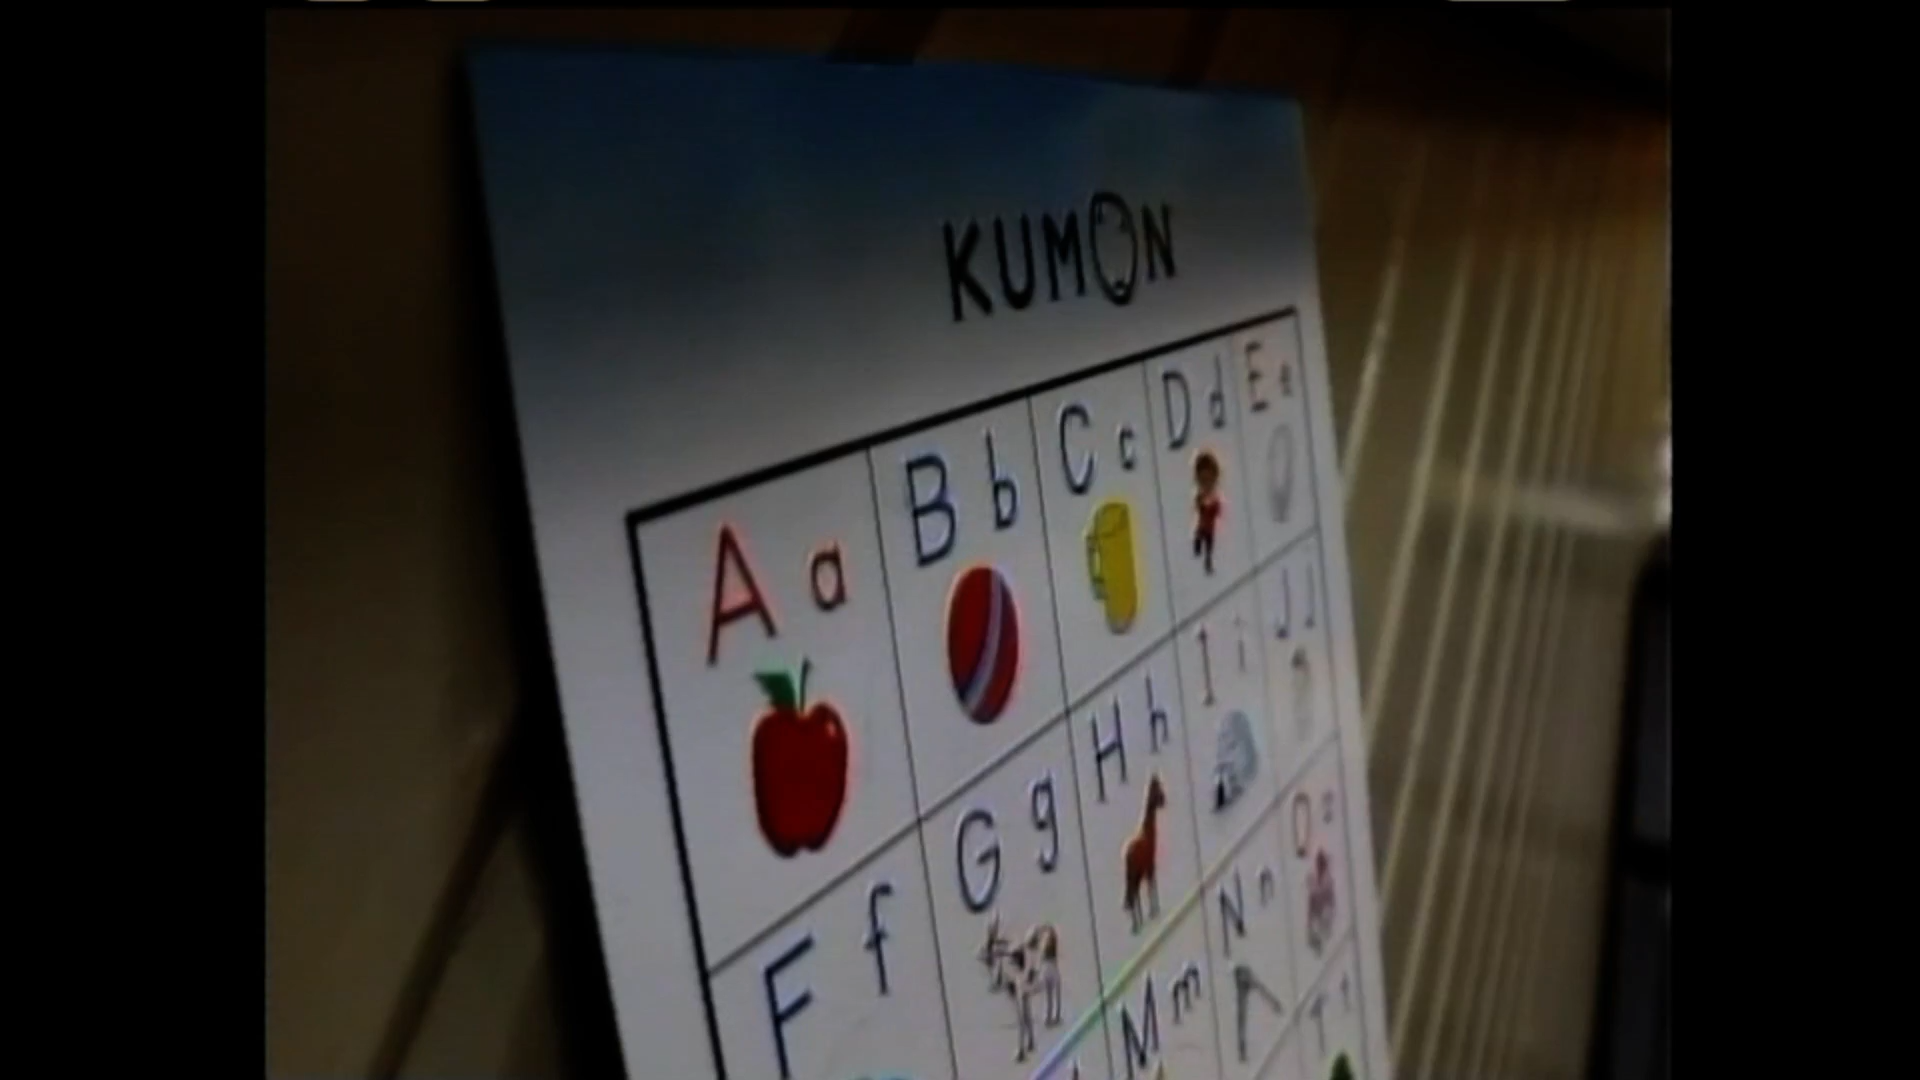 KUMON
A a B b C c D d E e
F f G g H h I i J j
M m N n O o
T t